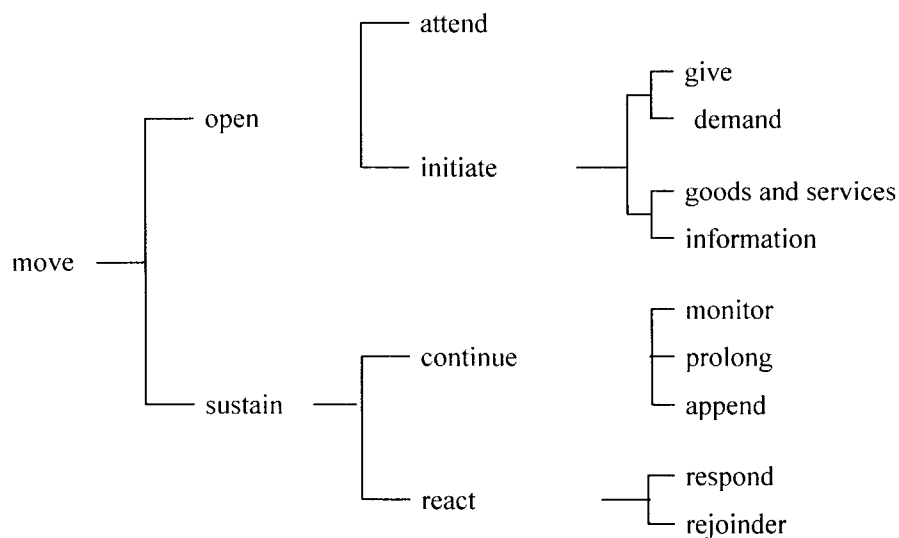 attend
give
open
demand
initiate
goods and services
information
move
monitor
continue
prolong
sustain
append
respond
react
rejoinder